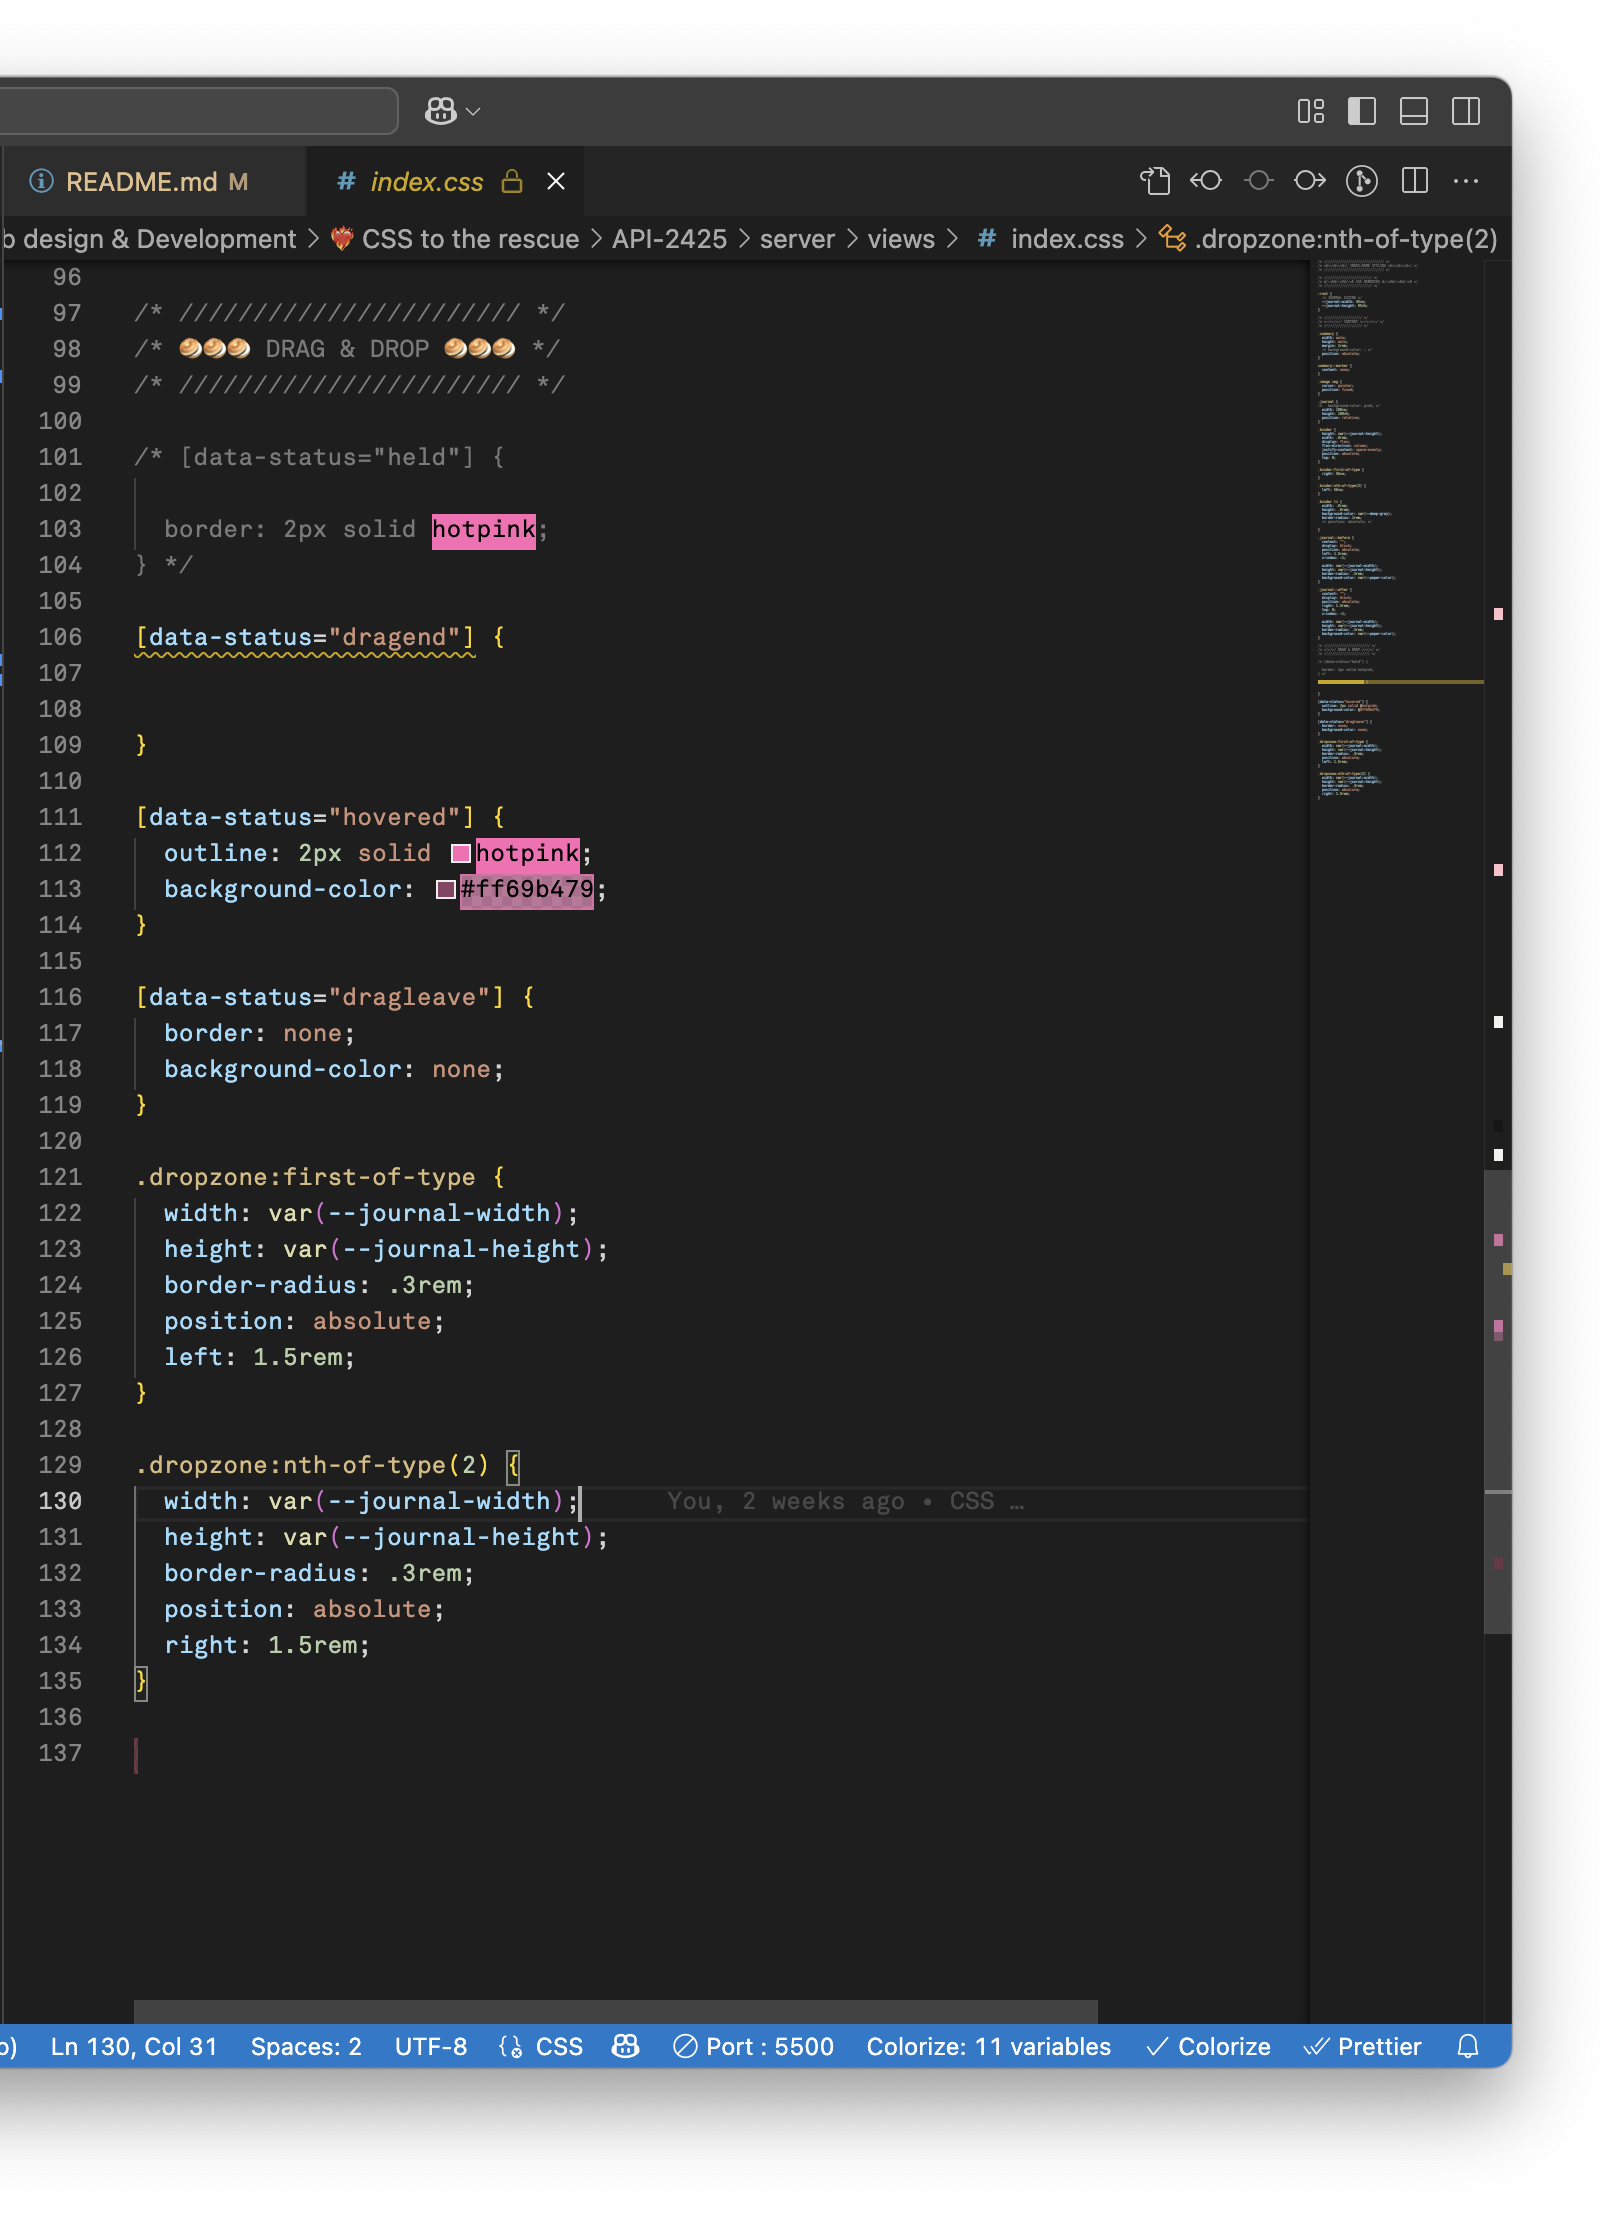 README.md M
# index.css
b design & Development > ❤️‍🔥 CSS to the rescue > API-2425 > server > views > # index.css > .dropzone:nth-of-type(2)
96
97 /* /////////////////////// */
98 /* 🥮🥮🥮 DRAG & DROP 🥮🥮🥮 */
99 /* /////////////////////// */
100
101 /* [data-status="held"] {
102
103 border: 2px solid hotpink;
104 } */
105
106 [data-status="dragend"] {
107
108
109 }
110
111 [data-status="hovered"] {
112 outline: 2px solid hotpink;
113 background-color: #ff69b479;
114 }
115
116 [data-status="dragleave"] {
117 border: none;
118 background-color: none;
119 }
120
121 .dropzone:first-of-type {
122 width: var(--journal-width);
123 height: var(--journal-height);
124 border-radius: .3rem;
125 position: absolute;
126 left: 1.5rem;
127 }
128
129 .dropzone:nth-of-type(2) {
130 width: var(--journal-width); You, 2 weeks ago • CSS …
131 height: var(--journal-height);
132 border-radius: .3rem;
133 position: absolute;
134 right: 1.5rem;
135 }
136
137
o) Ln 130, Col 31 Spaces: 2 UTF-8 CSS Port : 5500 Colorize: 11 variables Colorize Prettier